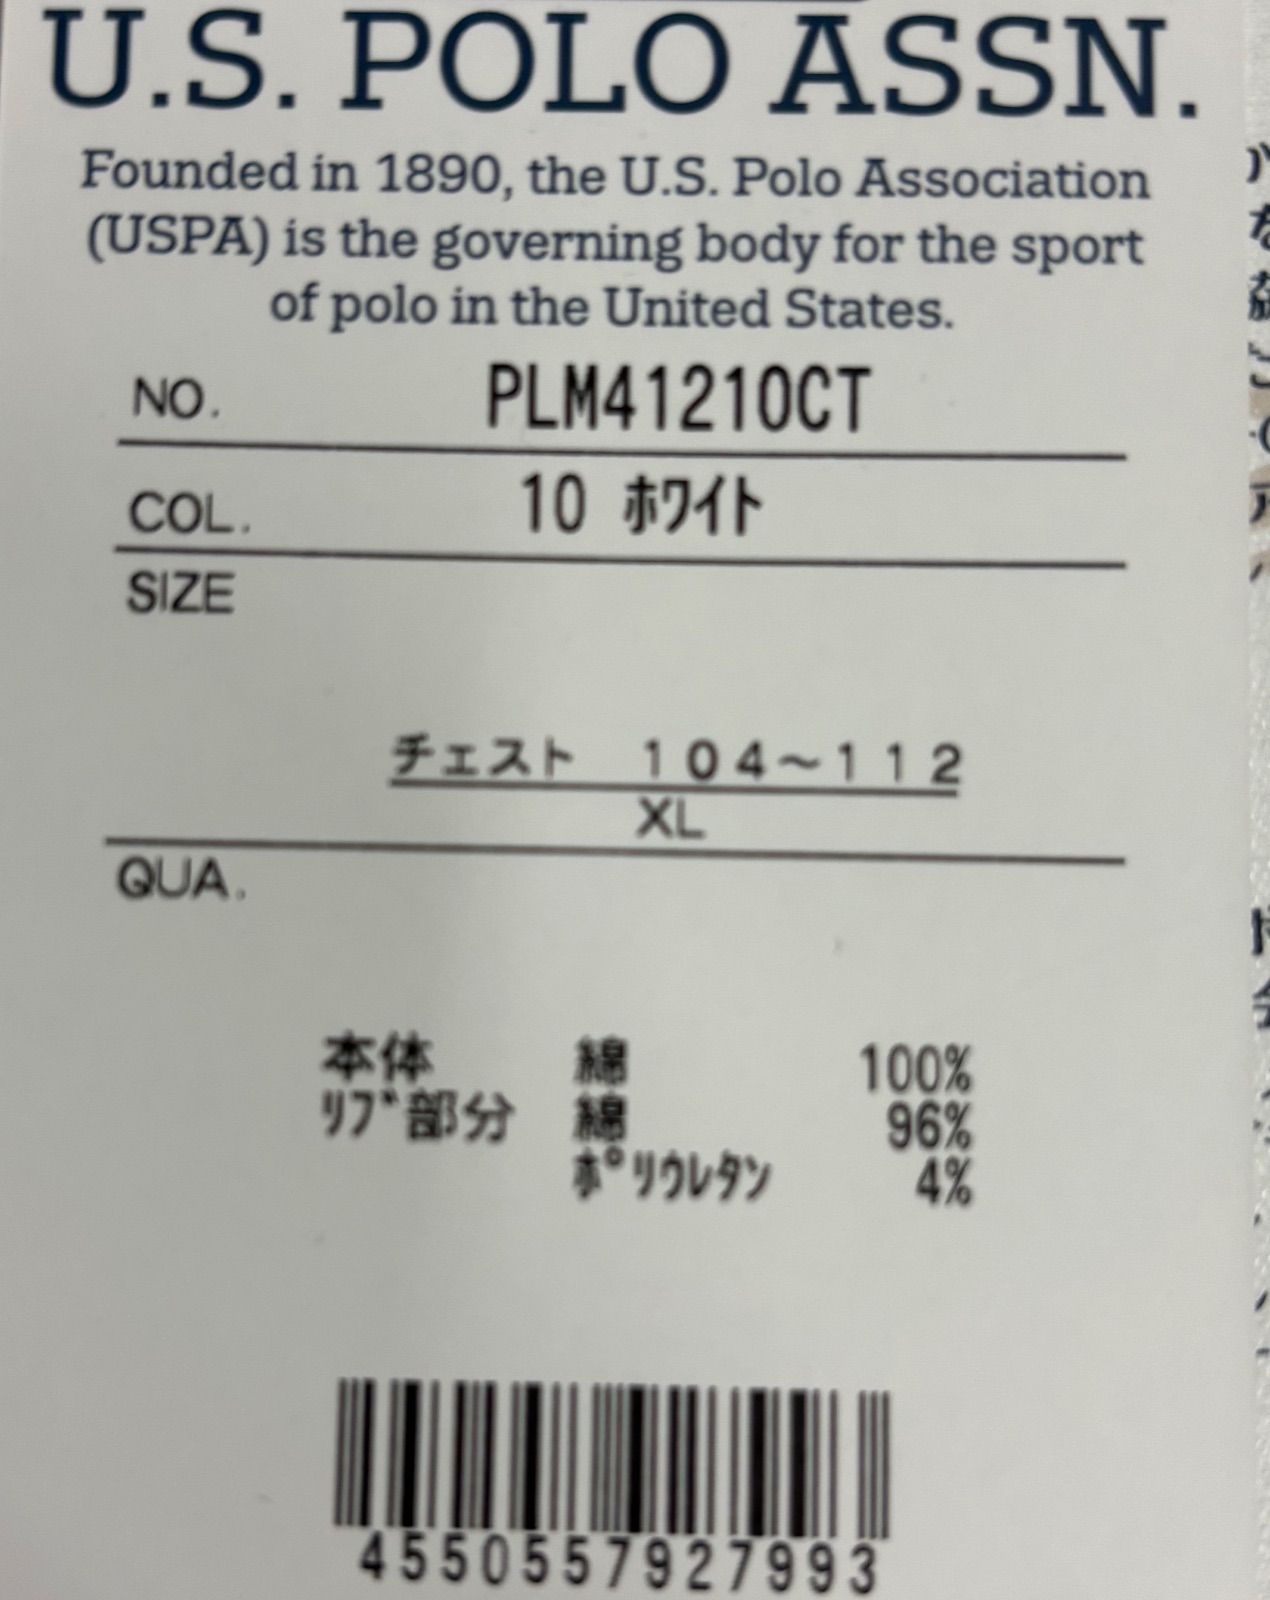 U.S. POLO ASSN.
Founded in 1890, the U.S. Polo Association
(USPA) is the governing body for the sport
of polo in the United States.
NO. PLM41210CT
COL. 10 ﾎﾜｲﾄ
SIZE
チェスト １０４～１１２
XL
QUA.
本体 綿 100%
ﾘﾌﾞ部分 綿 96%
ﾎﾟﾘｳﾚﾀﾝ 4%
4550557927993